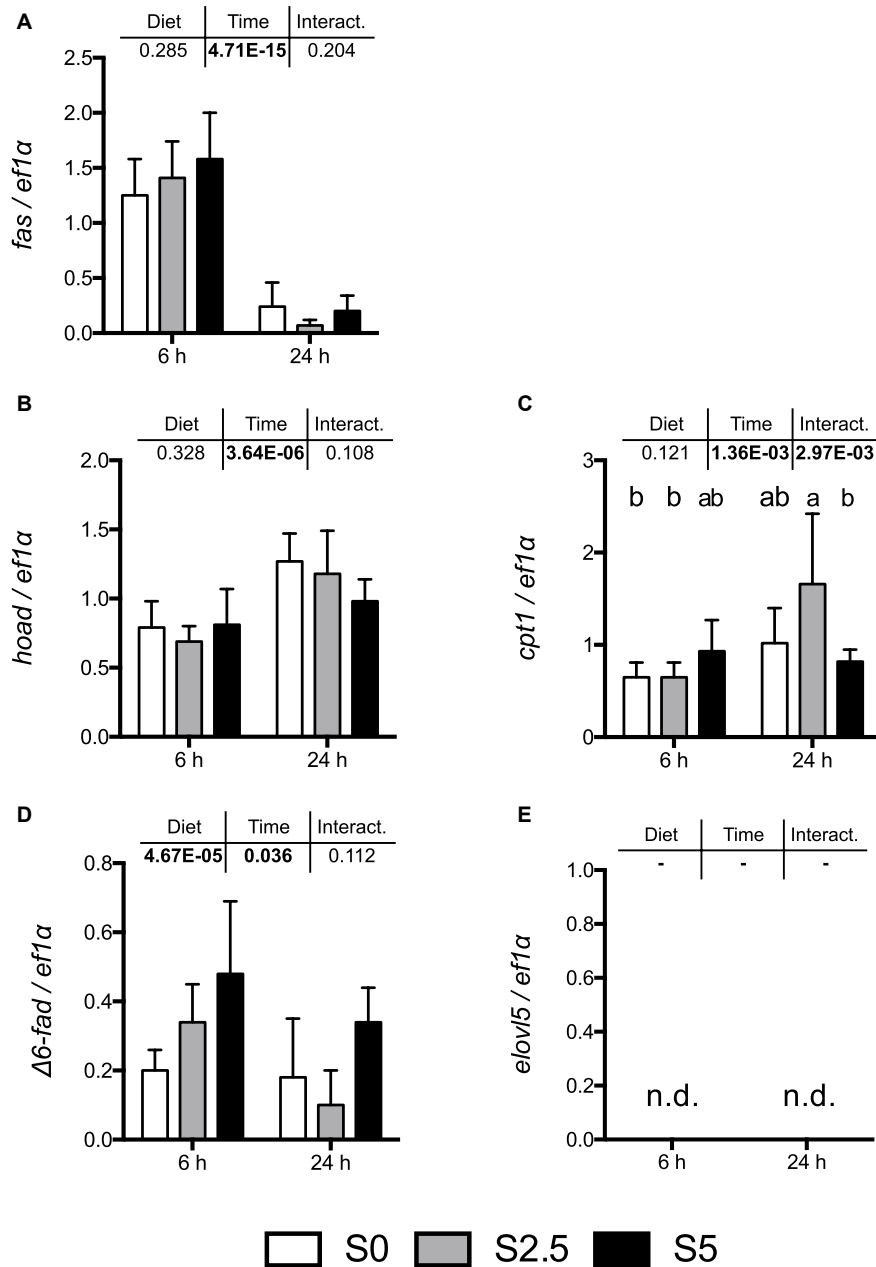 A
Diet Time Interact.
0.285 4.71E-15 0.204
2.5
2.0
1.5
1.0
0.5
0.0
fas / ef1α
6 h 24 h
B
Diet Time Interact.
0.328 3.64E-06 0.108
2.0
1.5
1.0
0.5
0.0
hoad / ef1α
6 h 24 h
C
Diet Time Interact.
0.121 1.36E-03 2.97E-03
3
2
1
0
cpt1 / ef1α
b b ab ab a b
6 h 24 h
D
Diet Time Interact.
4.67E-05 0.036 0.112
0.8
0.6
0.4
0.2
0.0
Δ6-fad / ef1α
6 h 24 h
E
Diet Time Interact.
- - -
1.0
0.8
0.6
0.4
0.2
0.0
elovl5 / ef1α
n.d. n.d.
6 h 24 h
S0 S2.5 S5